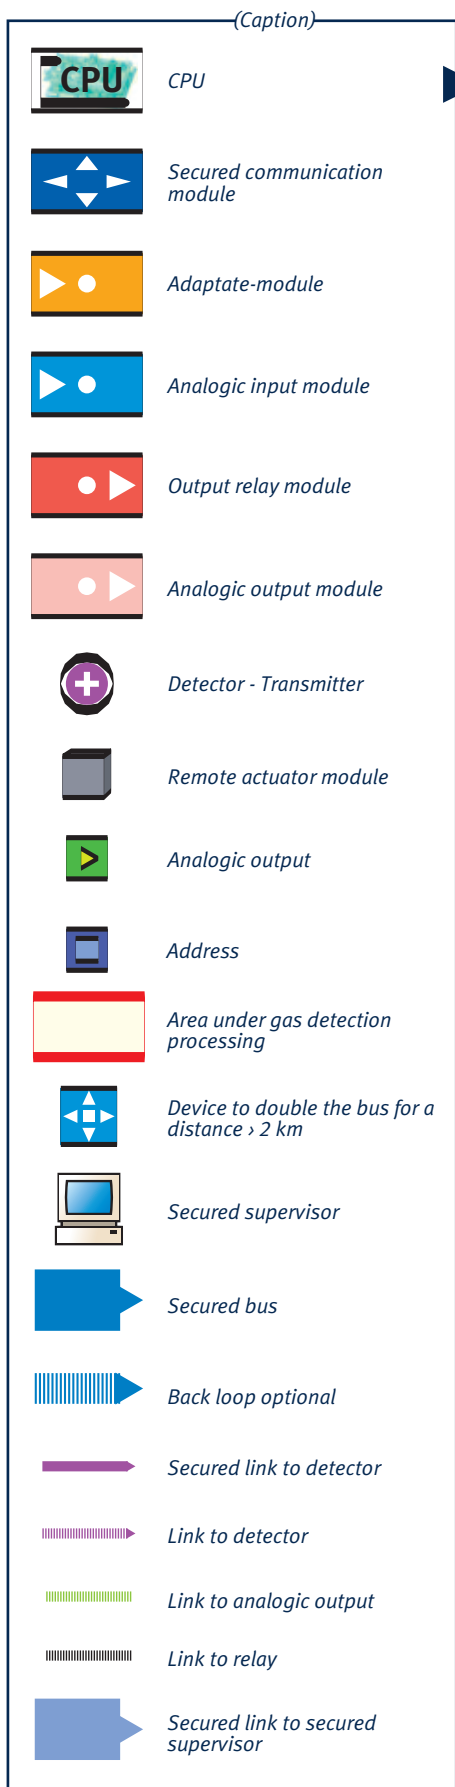 (Caption)
CPU
CPU
Secured communication
module
Adaptate-module
Analogic input module
Output relay module
Analogic output module
Detector - Transmitter
Remote actuator module
Analogic output
Address
Area under gas detection
processing
Device to double the bus for a
distance › 2 km
Secured supervisor
Secured bus
Back loop optional
Secured link to detector
Link to detector
Link to analogic output
Link to relay
Secured link to secured
supervisor